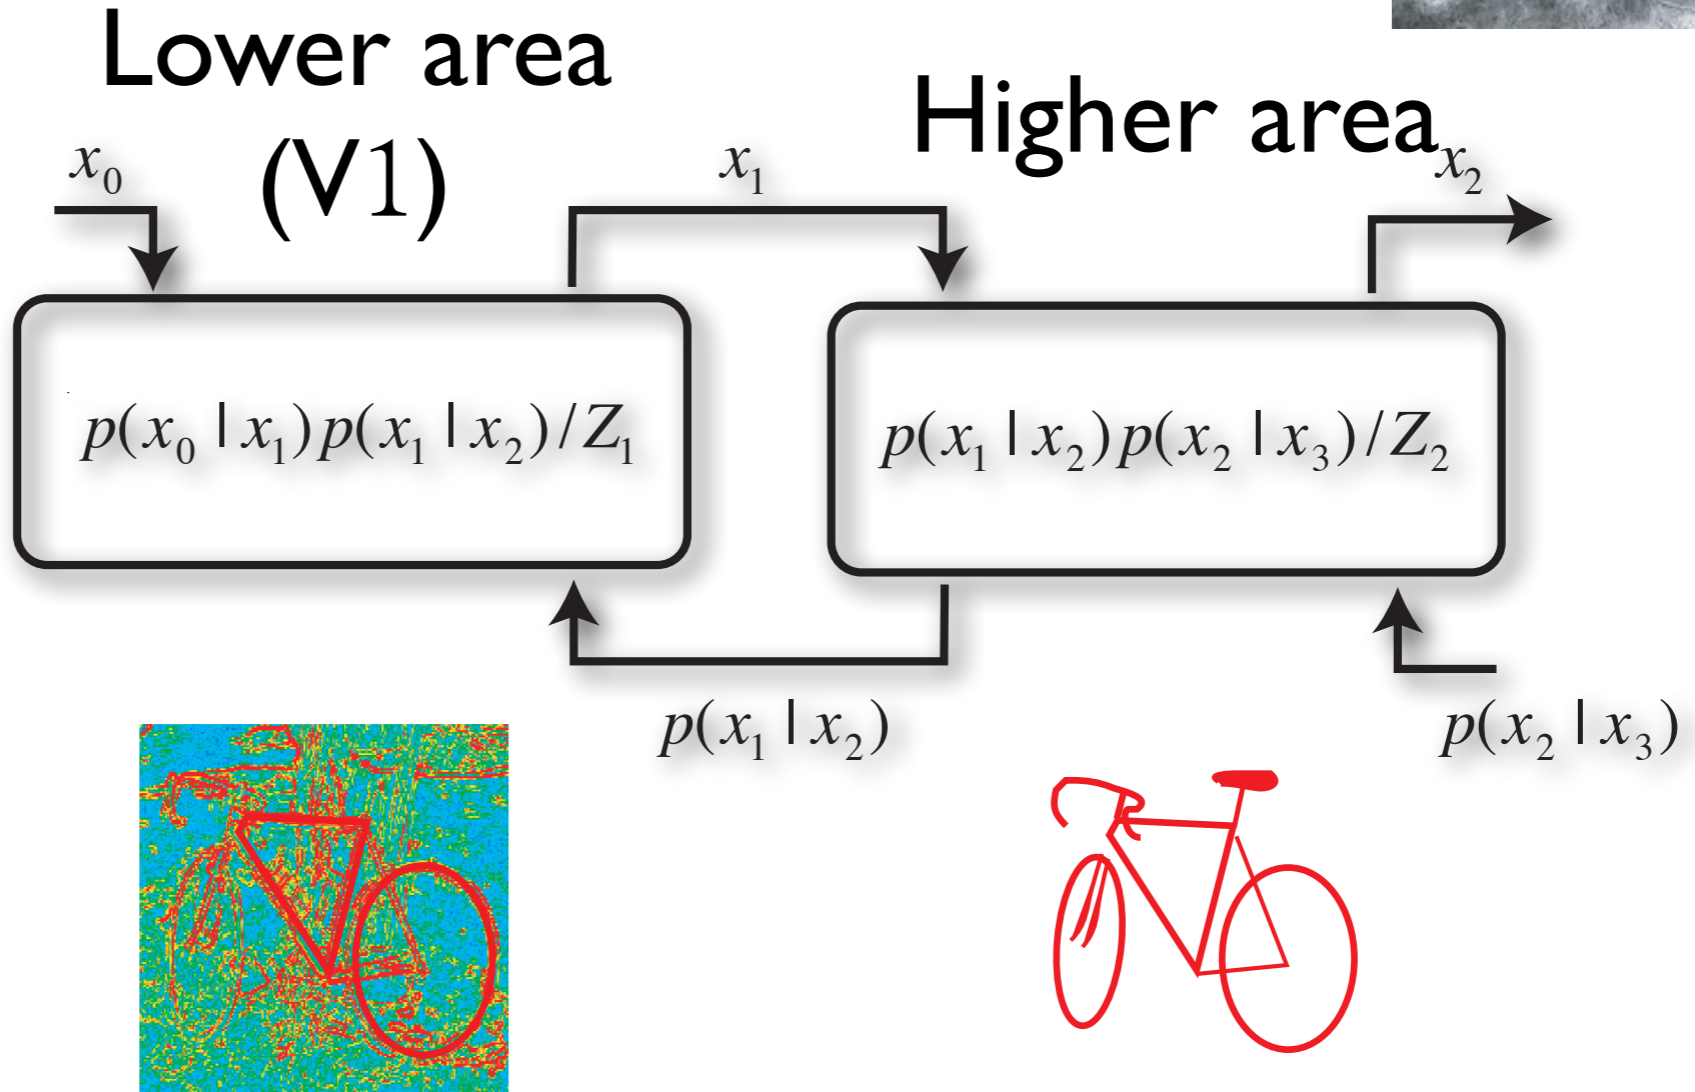 Lower area
(V1)
Higher area
x₀
x₁
x₂
p(x₀ | x₁)p(x₁ | x₂)/Z₁
p(x₁ | x₂)p(x₂ | x₃)/Z₂
p(x₁ | x₂)
p(x₂ | x₃)